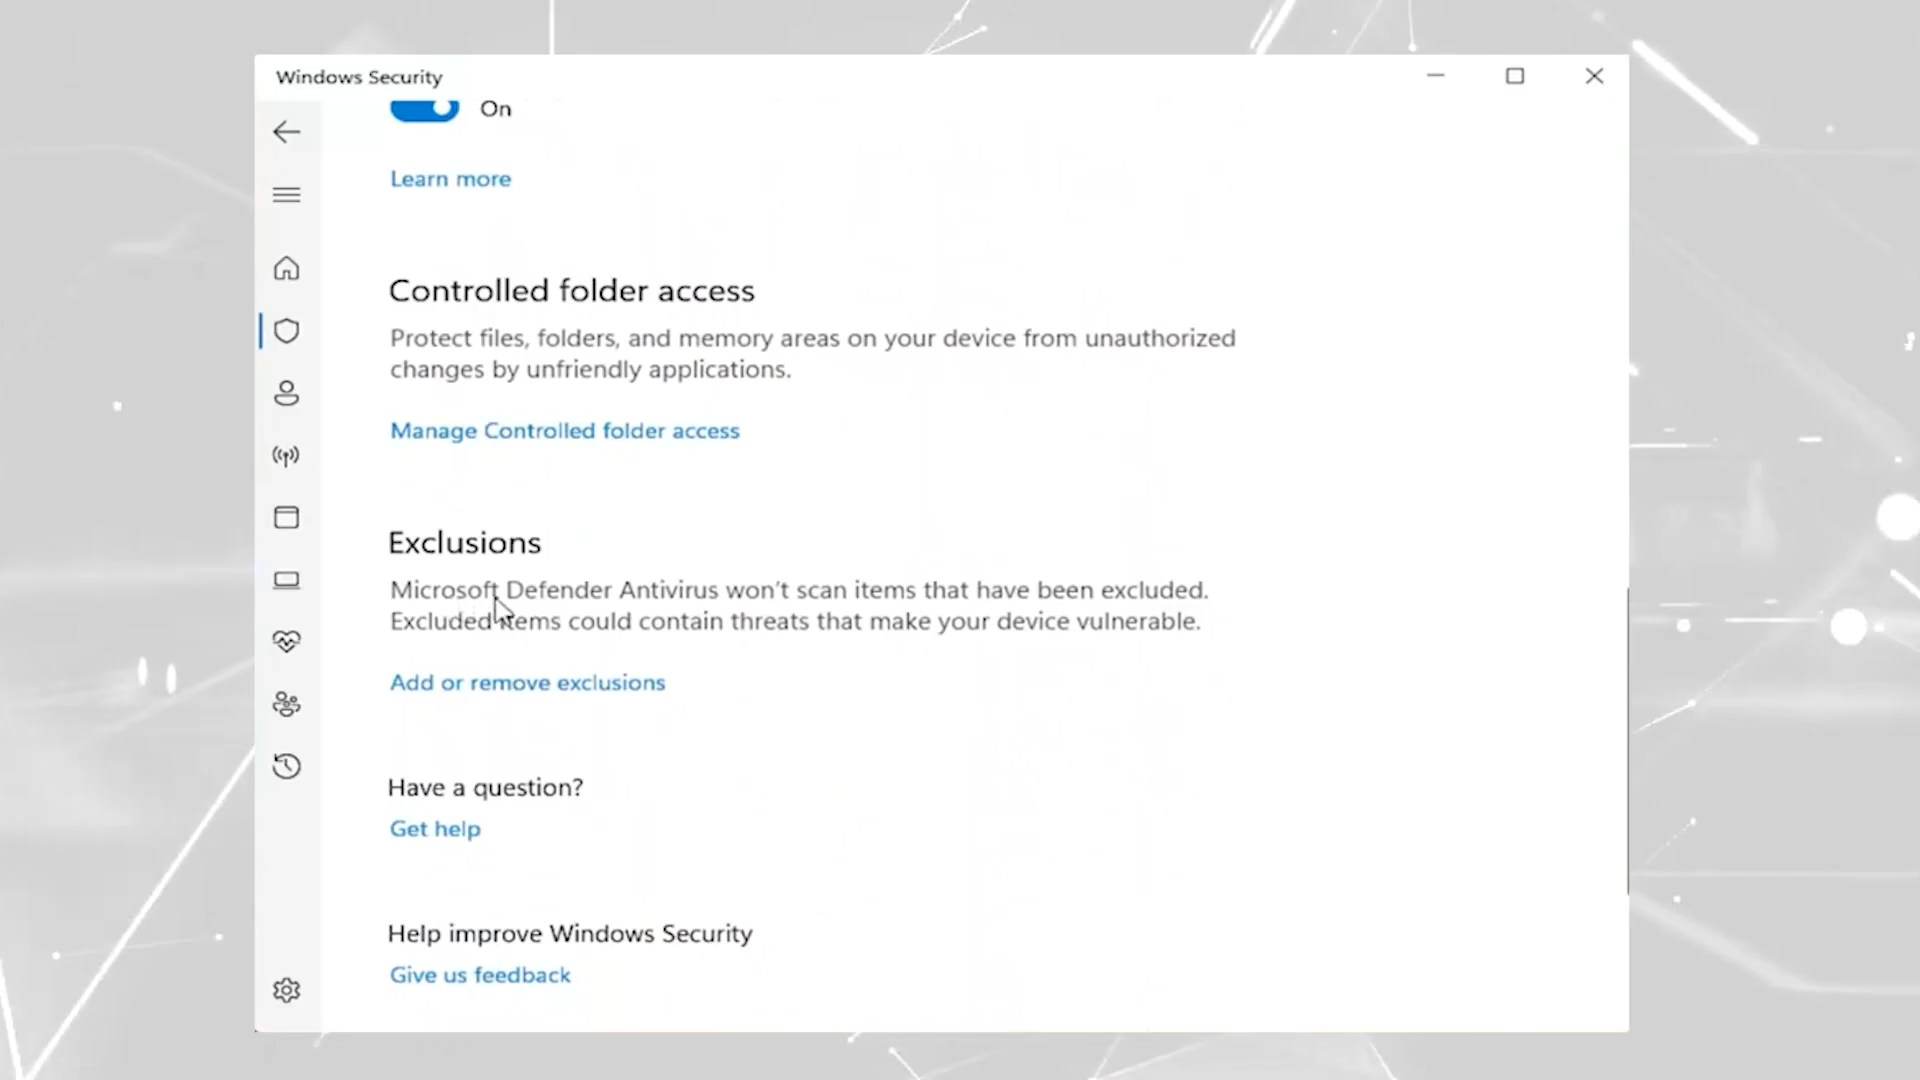 Windows Security
On
Learn more
Controlled folder access
Protect files, folders, and memory areas on your device from unauthorized
changes by unfriendly applications.
Manage Controlled folder access
Exclusions
Microsoft Defender Antivirus won't scan items that have been excluded.
Excluded items could contain threats that make your device vulnerable.
Add or remove exclusions
Have a question?
Get help
Help improve Windows Security
Give us feedback